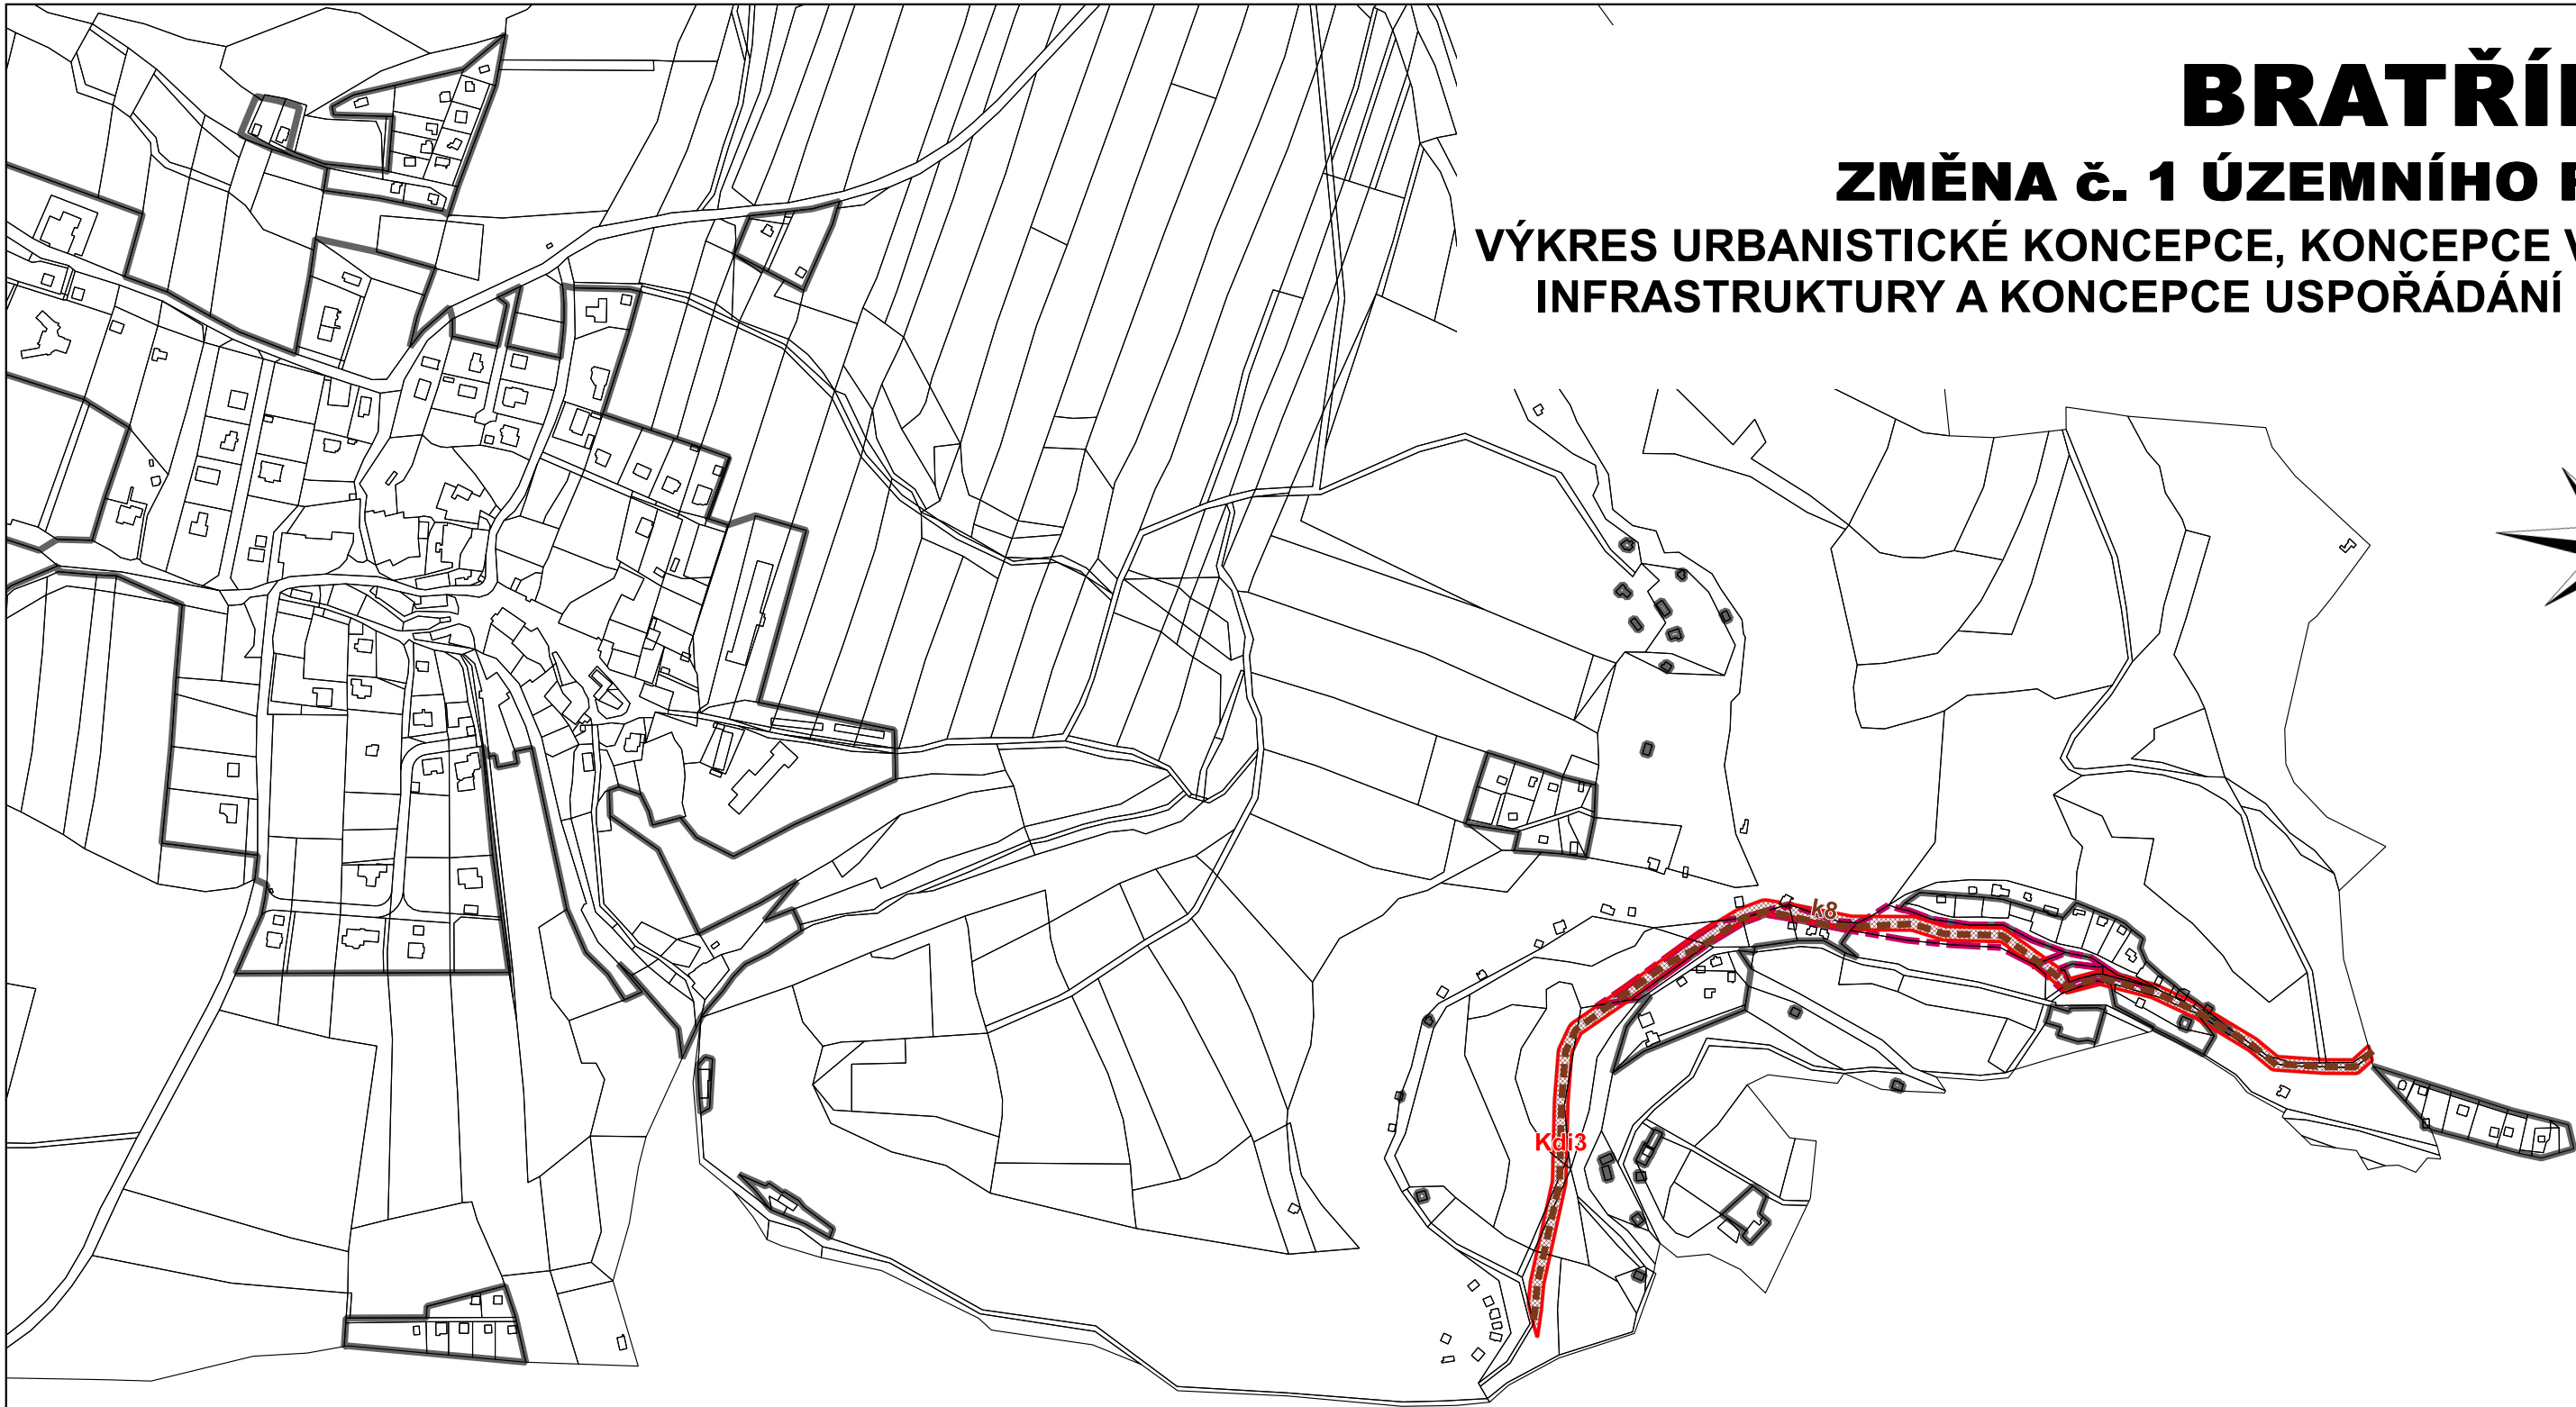 BRATŘÍ
ZMĚNA č. 1 ÚZEMNÍHO
VÝKRES URBANISTICKÉ KONCEPCE, KONCEPCE
INFRASTRUKTURY A KONCEPCE USPOŘÁDÁNÍ
k8
Kdi3